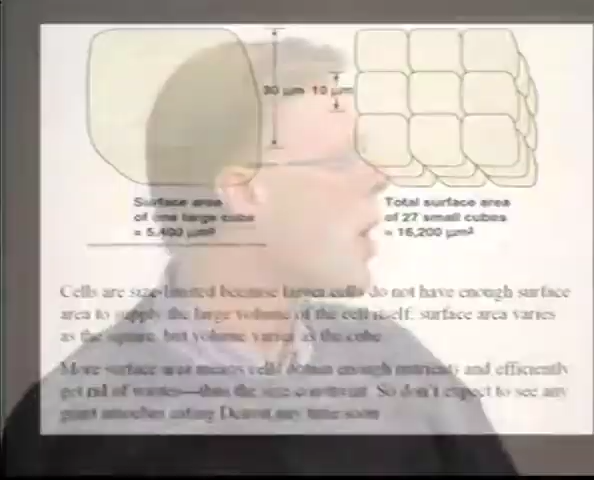 30 µm 10 µm
Surface area
of one large cube
= 5,400 µm²
Total surface area
of 27 small cubes
= 16,200 µm²
Cells are size-limited because larger cells do not have enough surface
area to supply the large volume of the cell itself: surface area varies
as the square, but volume varies as the cube.
More surface area means cells obtain enough nutrients and efficiently
get rid of wastes—thus the size constraint. So don't expect to see any
giant amoebas eating Detroit any time soon